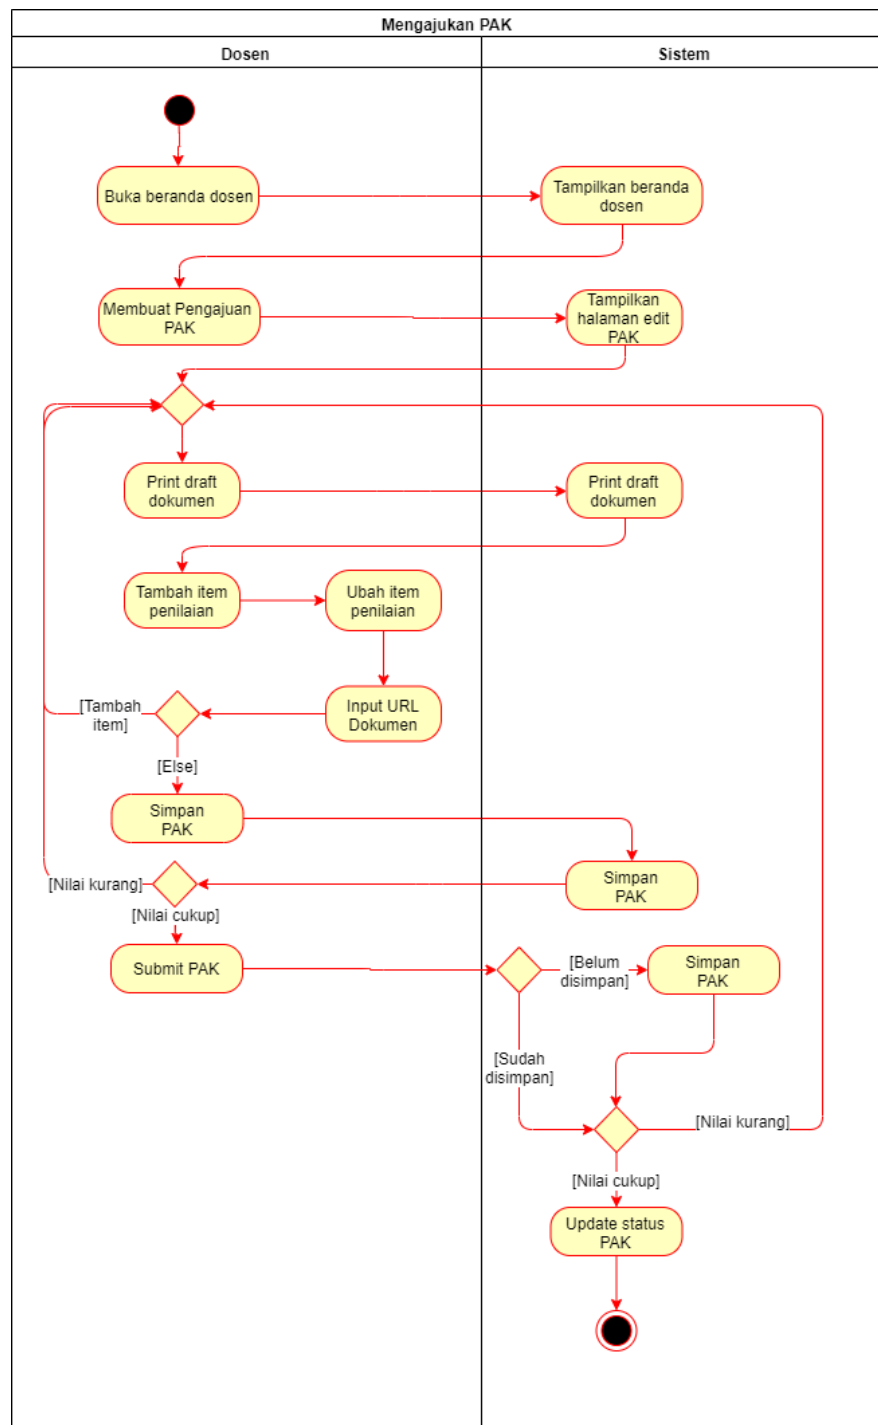 Mengajukan PAK
Dosen
Sistem
Buka beranda dosen
Tampilkan beranda
dosen
Membuat Pengajuan
PAK
Tampilkan
halaman edit
PAK
Print draft
dokumen
Print draft
dokumen
Tambah item
penilaian
Ubah item
penilaian
[Tambah
item]
Input URL
Dokumen
[Else]
Simpan
PAK
[Nilai kurang]
Simpan
PAK
[Nilai cukup]
Submit PAK
[Belum
disimpan]
Simpan
PAK
[Sudah
disimpan]
[Nilai kurang]
[Nilai cukup]
Update status
PAK